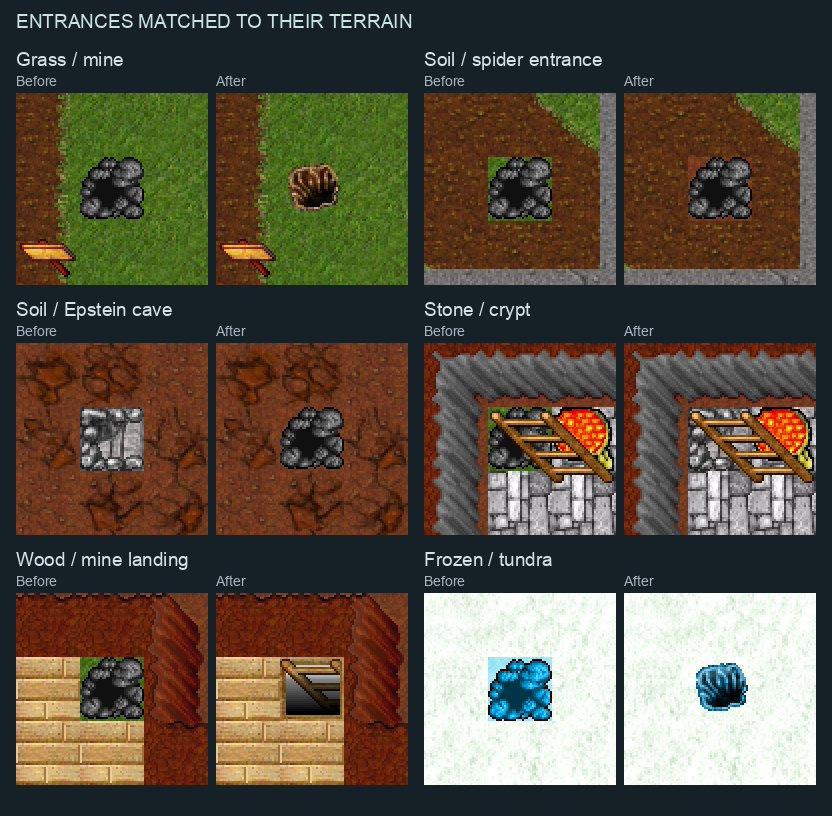 ENTRANCES MATCHED TO THEIR TERRAIN
Grass / mine
Before
After
Soil / spider entrance
Before
After
Soil / Epstein cave
Before
After
Stone / crypt
Before
After
Wood / mine landing
Before
After
Frozen / tundra
Before
After